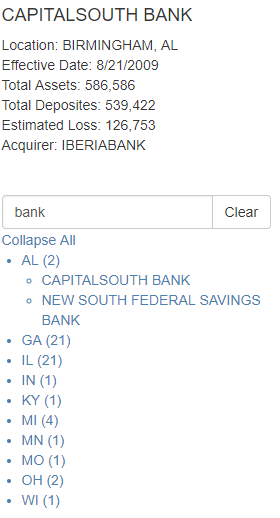 CAPITALSOUTH BANK
Location: BIRMINGHAM, AL
Effective Date: 8/21/2009
Total Assets: 586,586
Total Deposites: 539,422
Estimated Loss: 126,753
Acquirer: IBERIABANK
bank Clear
Collapse All
AL (2)
CAPITALSOUTH BANK
NEW SOUTH FEDERAL SAVINGS
BANK
GA (21)
IL (21)
IN (1)
KY (1)
MI (4)
MN (1)
MO (1)
OH (2)
WI (1)